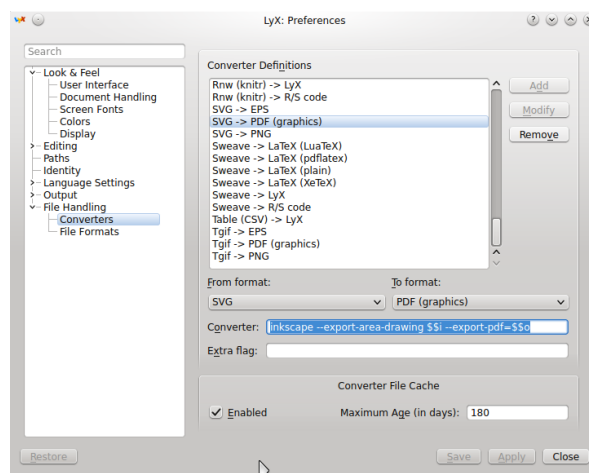 LyX: Preferences
Search
Look & Feel
User Interface
Document Handling
Screen Fonts
Colors
Display
Editing
Paths
Identity
Language Settings
Output
File Handling
Converters
File Formats
Converter Definitions
Rnw (knitr) -> LyX
Rnw (knitr) -> R/S code
SVG -> EPS
SVG -> PDF (graphics)
SVG -> PNG
Sweave -> LaTeX (LuaTeX)
Sweave -> LaTeX (pdflatex)
Sweave -> LaTeX (plain)
Sweave -> LaTeX (XeTeX)
Sweave -> LyX
Sweave -> R/S code
Table (CSV) -> LyX
Tgif -> EPS
Tgif -> PDF (graphics)
Tgif -> PNG
Add
Modify
Remove
From format: To format:
SVG PDF (graphics)
Converter: inkscape --export-area-drawing $$i --export-pdf=$$o
Extra flag:
Converter File Cache
Enabled Maximum Age (in days): 180
Restore Save Apply Close